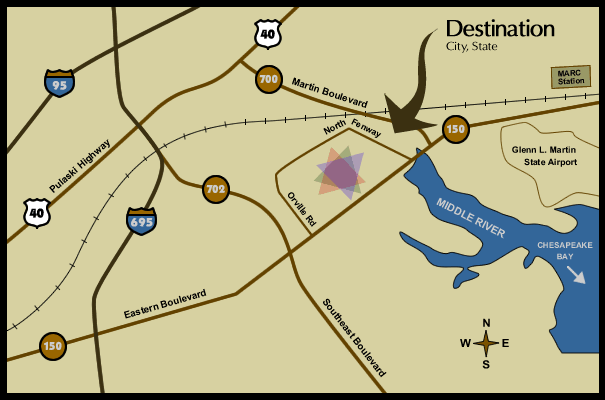 Destination
City, State
40
95
700
MARC
Station
Martin Boulevard
North Fenway
150
Glenn L. Martin
State Airport
Pulaski Highway
702
Orville Rd
40
695
MIDDLE RIVER
CHESAPEAKE
BAY
Eastern Boulevard
Southeast Boulevard
150
N
W E
S